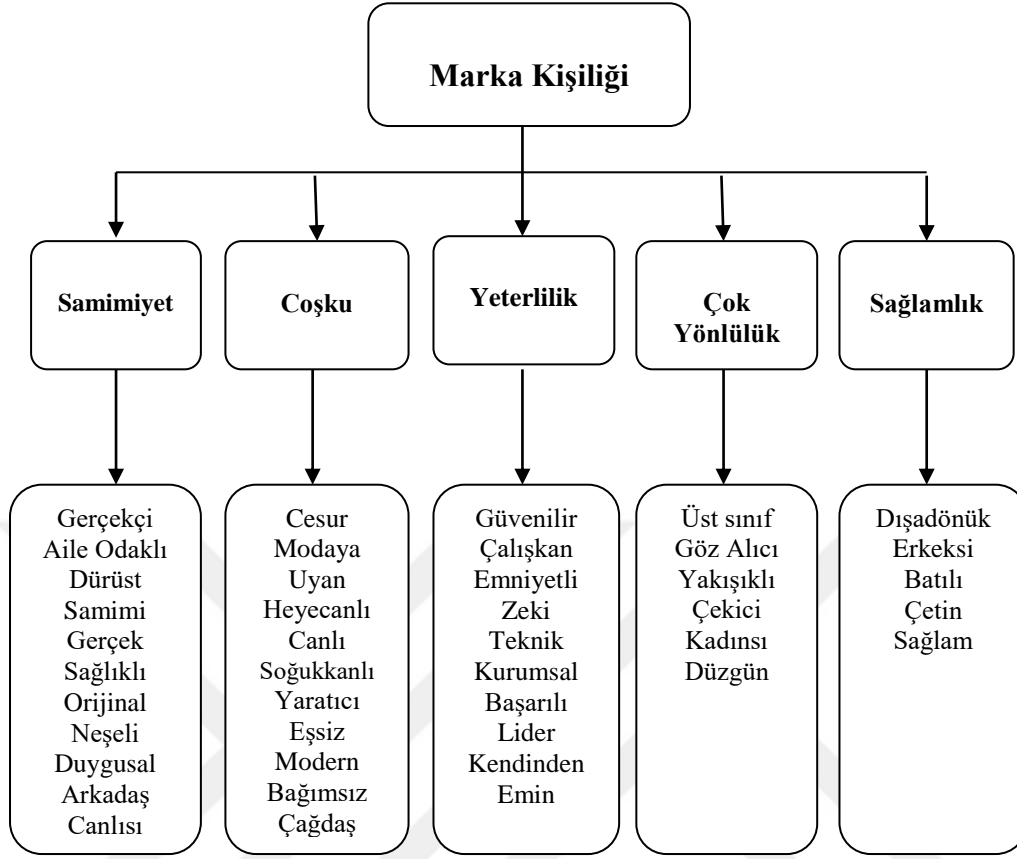 Marka Kişiliği
Samimiyet
Coşku
Yeterlilik
Çok
Yönlülük
Sağlamlık
Gerçekçi
Aile Odaklı
Dürüst
Samimi
Gerçek
Sağlıklı
Orijinal
Neşeli
Duygusal
Arkadaş
Canlısı
Cesur
Modaya
Uyan
Heyecanlı
Canlı
Soğukkanlı
Yaratıcı
Eşsiz
Modern
Bağımsız
Çağdaş
Güvenilir
Çalışkan
Emniyetli
Zeki
Teknik
Kurumsal
Başarılı
Lider
Kendinden
Emin
Üst sınıf
Göz Alıcı
Yakışıklı
Çekici
Kadınsı
Düzgün
Dışadönük
Erkeksi
Batılı
Çetin
Sağlam